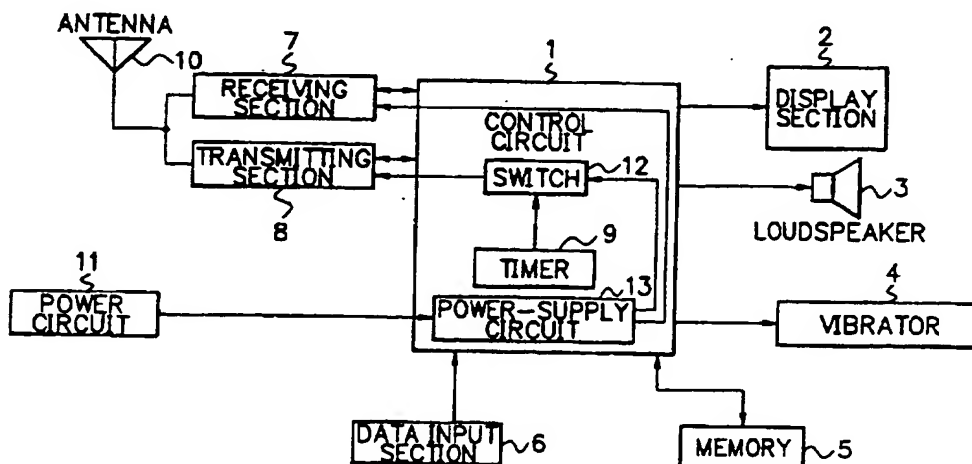 ANTENNA
10
7
RECEIVING
SECTION
TRANSMITTING
SECTION
8
1
CONTROL
CIRCUIT
12
SWITCH
9
TIMER
13
POWER-SUPPLY
CIRCUIT
11
POWER
CIRCUIT
2
DISPLAY
SECTION
3
LOUDSPEAKER
4
VIBRATOR
DATA INPUT
SECTION
6
MEMORY
5